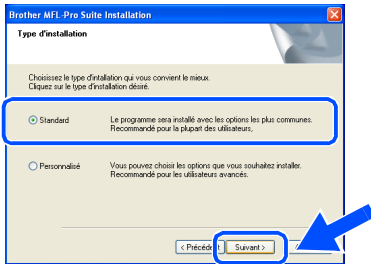 Brother MFL-Pro Suite Installation
Type d'installation
Choisissez le type d'intallation qui vous convient le mieux.
Cliquez sur le type d'installation désiré.
Standard
Le programme sera installé avec les options les plus communes.
Recommandé pour la plupart des utilisateurs,
Personnalisé
Vous pouvez choisir les options que vous souhaitez installer.
Recommandé pour les utilisateurs avancés.
< Précédent Suivant >